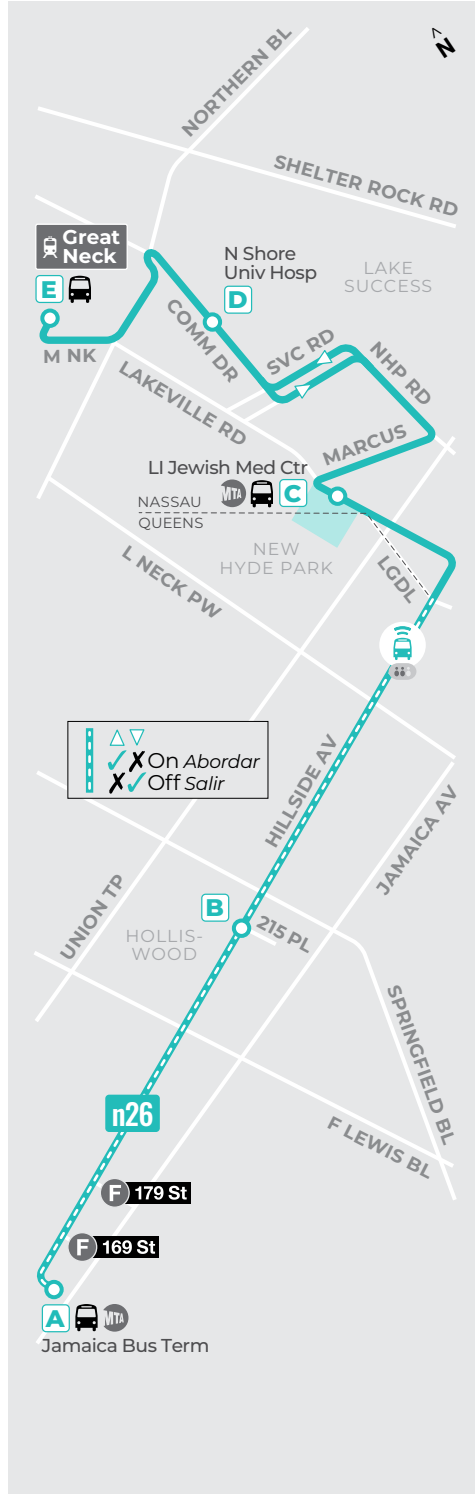 N
NORTHERN BL
SHELTER ROCK RD
Great
Neck
E
N Shore
Univ Hosp
D
LAKE
SUCCESS
M NK
COMM DR
SVC RD
NHP RD
LAKEVILLE RD
MARCUS
LI Jewish Med Ctr
MTA
C
NASSAU
QUEENS
NEW
HYDE PARK
LGDL
L NECK PW
On Abordar
Off Salir
HILLSIDE AV
JAMAICA AV
UNION TP
B
215 PL
HOLLIS-
WOOD
SPRINGFIELD BL
n26
F LEWIS BL
F 179 St
F 169 St
A
MTA
Jamaica Bus Term